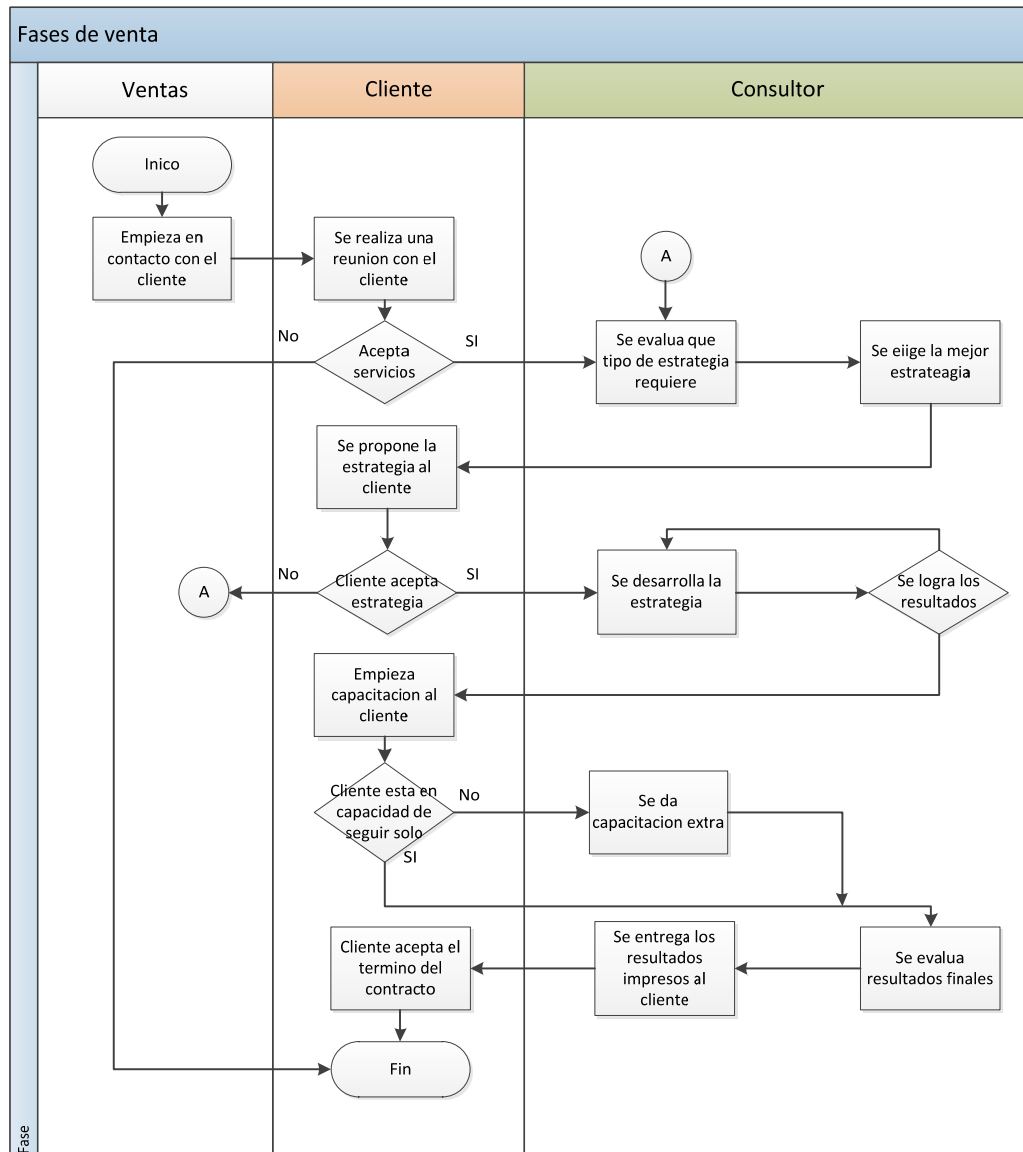 Fases de venta
Ventas
Cliente
Consultor
Inico
Empieza en
contacto con el
cliente
Se realiza una
reunion con el
cliente
A
No
Acepta
servicios
SI
Se evalua que
tipo de estrategia
requiere
Se eiige la mejor
estrateagia
Se propone la
estrategia al
cliente
A
No
Cliente acepta
estrategia
SI
Se desarrolla la
estrategia
Se logra los
resultados
Empieza
capacitacion al
cliente
Cliente esta en
capacidad de
seguir solo
No
SI
Se da
capacitacion extra
Cliente acepta el
termino del
contracto
Se entrega los
resultados
impresos al
cliente
Se evalua
resultados finales
Fin
Fase